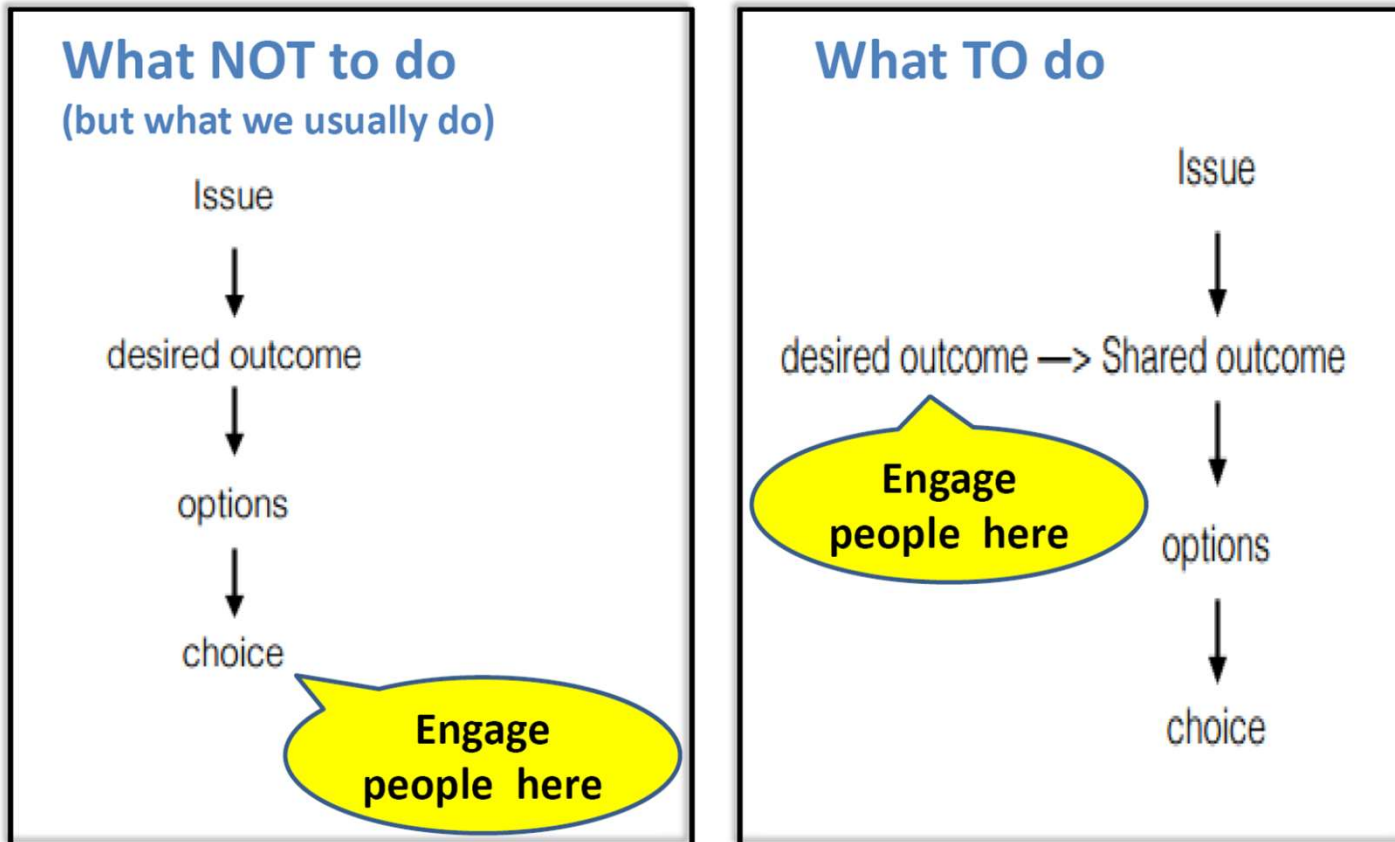 What NOT to do
(but what we usually do)
Issue
desired outcome
options
choice
Engage
people here
What TO do
Issue
desired outcome —> Shared outcome
Engage
people here
options
choice